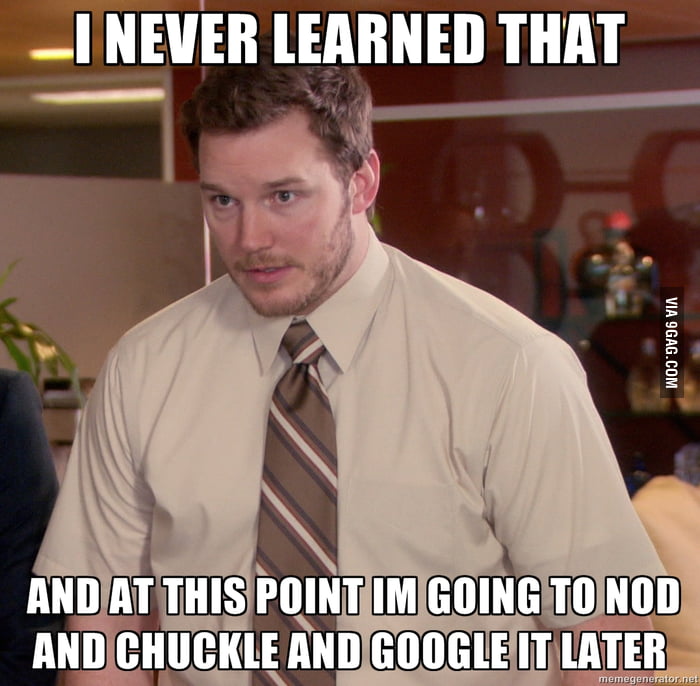 I NEVER LEARNED THAT
VIA 9GAG.COM
AND AT THIS POINT IM GOING TO NOD
AND CHUCKLE AND GOOGLE IT LATER
memegenerator.net